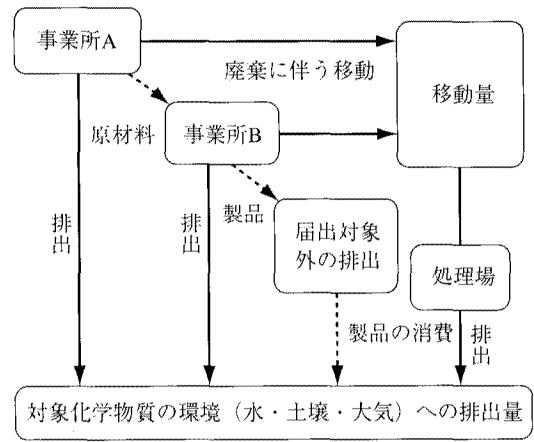 事業所A
廃棄に伴う移動
移動量
原材料
事業所B
排出
排出
製品
届出対象
外の排出
処理場
製品の消費
排出
対象化学物質の環境（水・土壌・大気）への排出量